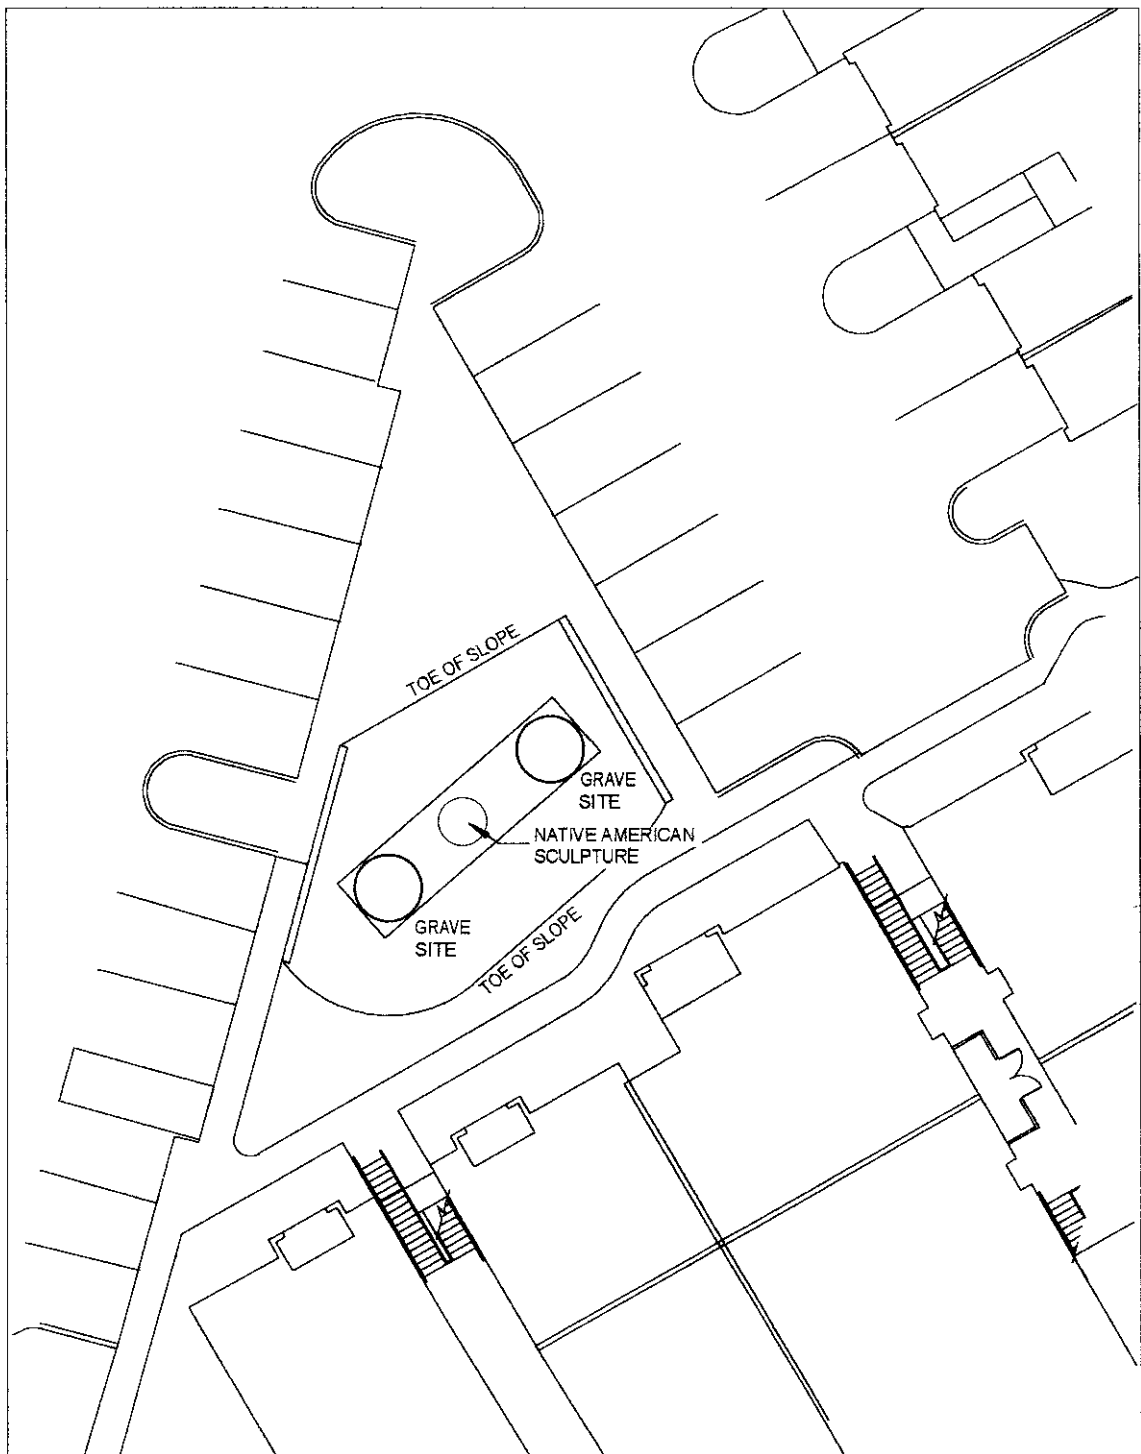 TOE OF SLOPE
GRAVE
SITE
NATIVE AMERICAN
SCULPTURE
GRAVE
SITE
TOE OF SLOPE